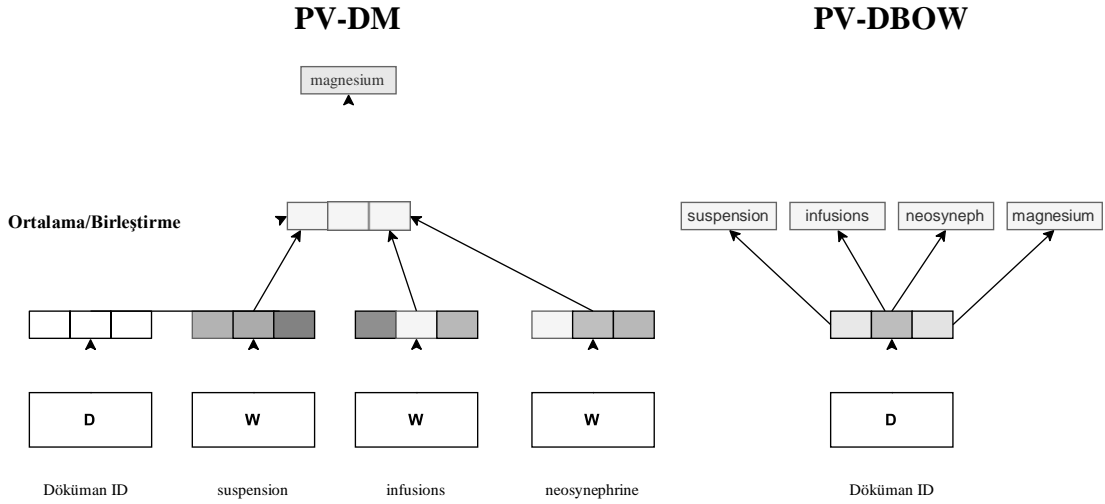 PV-DM PV-DBOW
magnesium
Ortalama/Birleştirme
suspension infusions neosyneph magnesium
D W W W D
Döküman ID suspension infusions neosynephrine Döküman ID